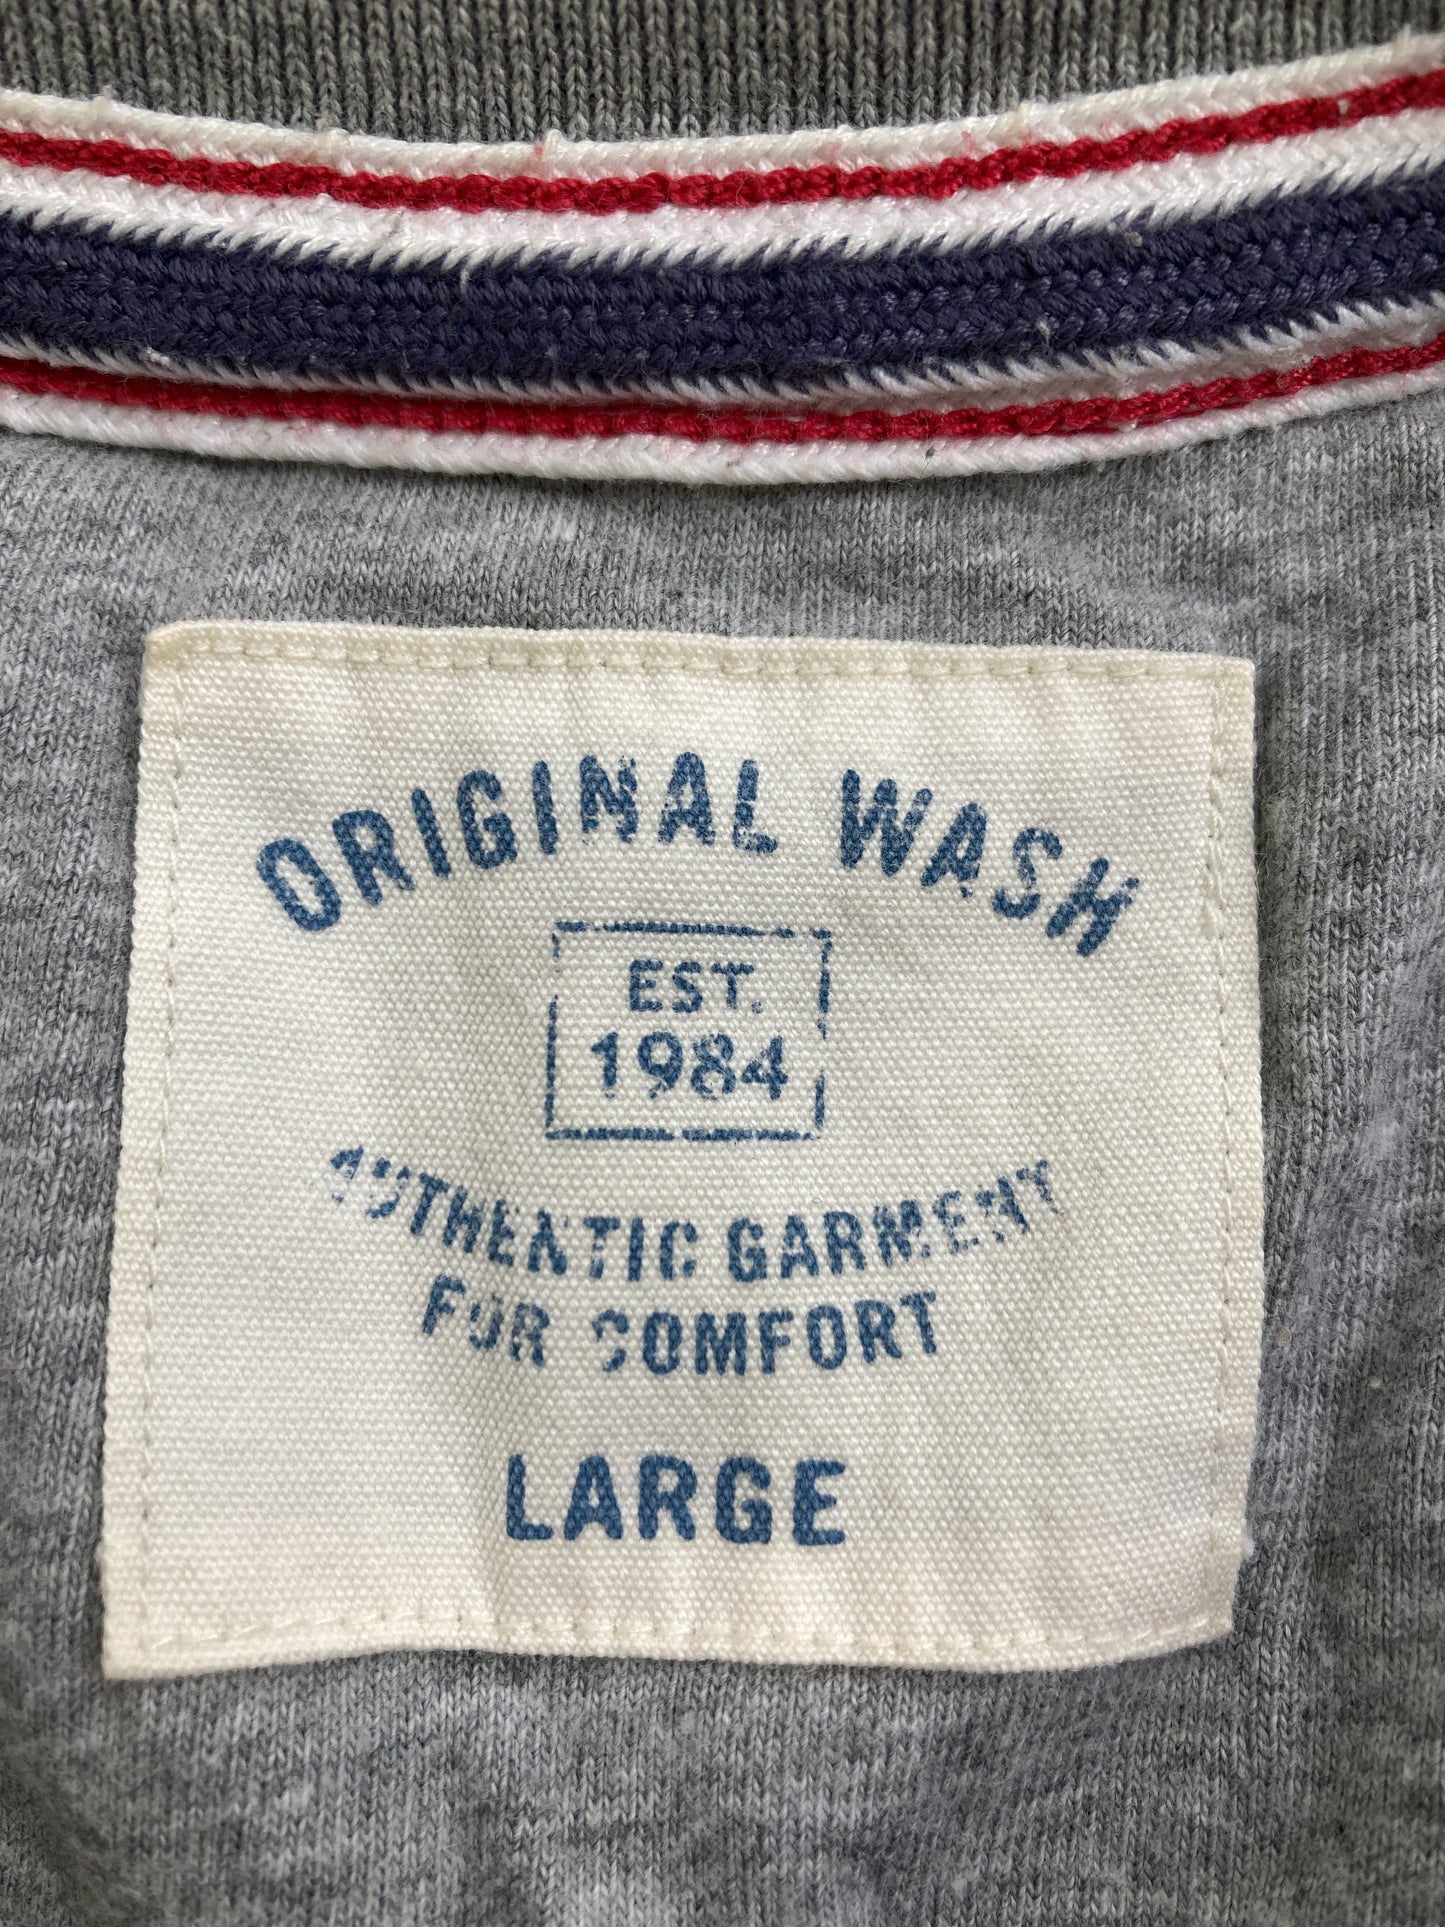 ORIGINAL WASH
EST.
1984
AUTHENTIC GARMENT
FOR COMFORT
LARGE